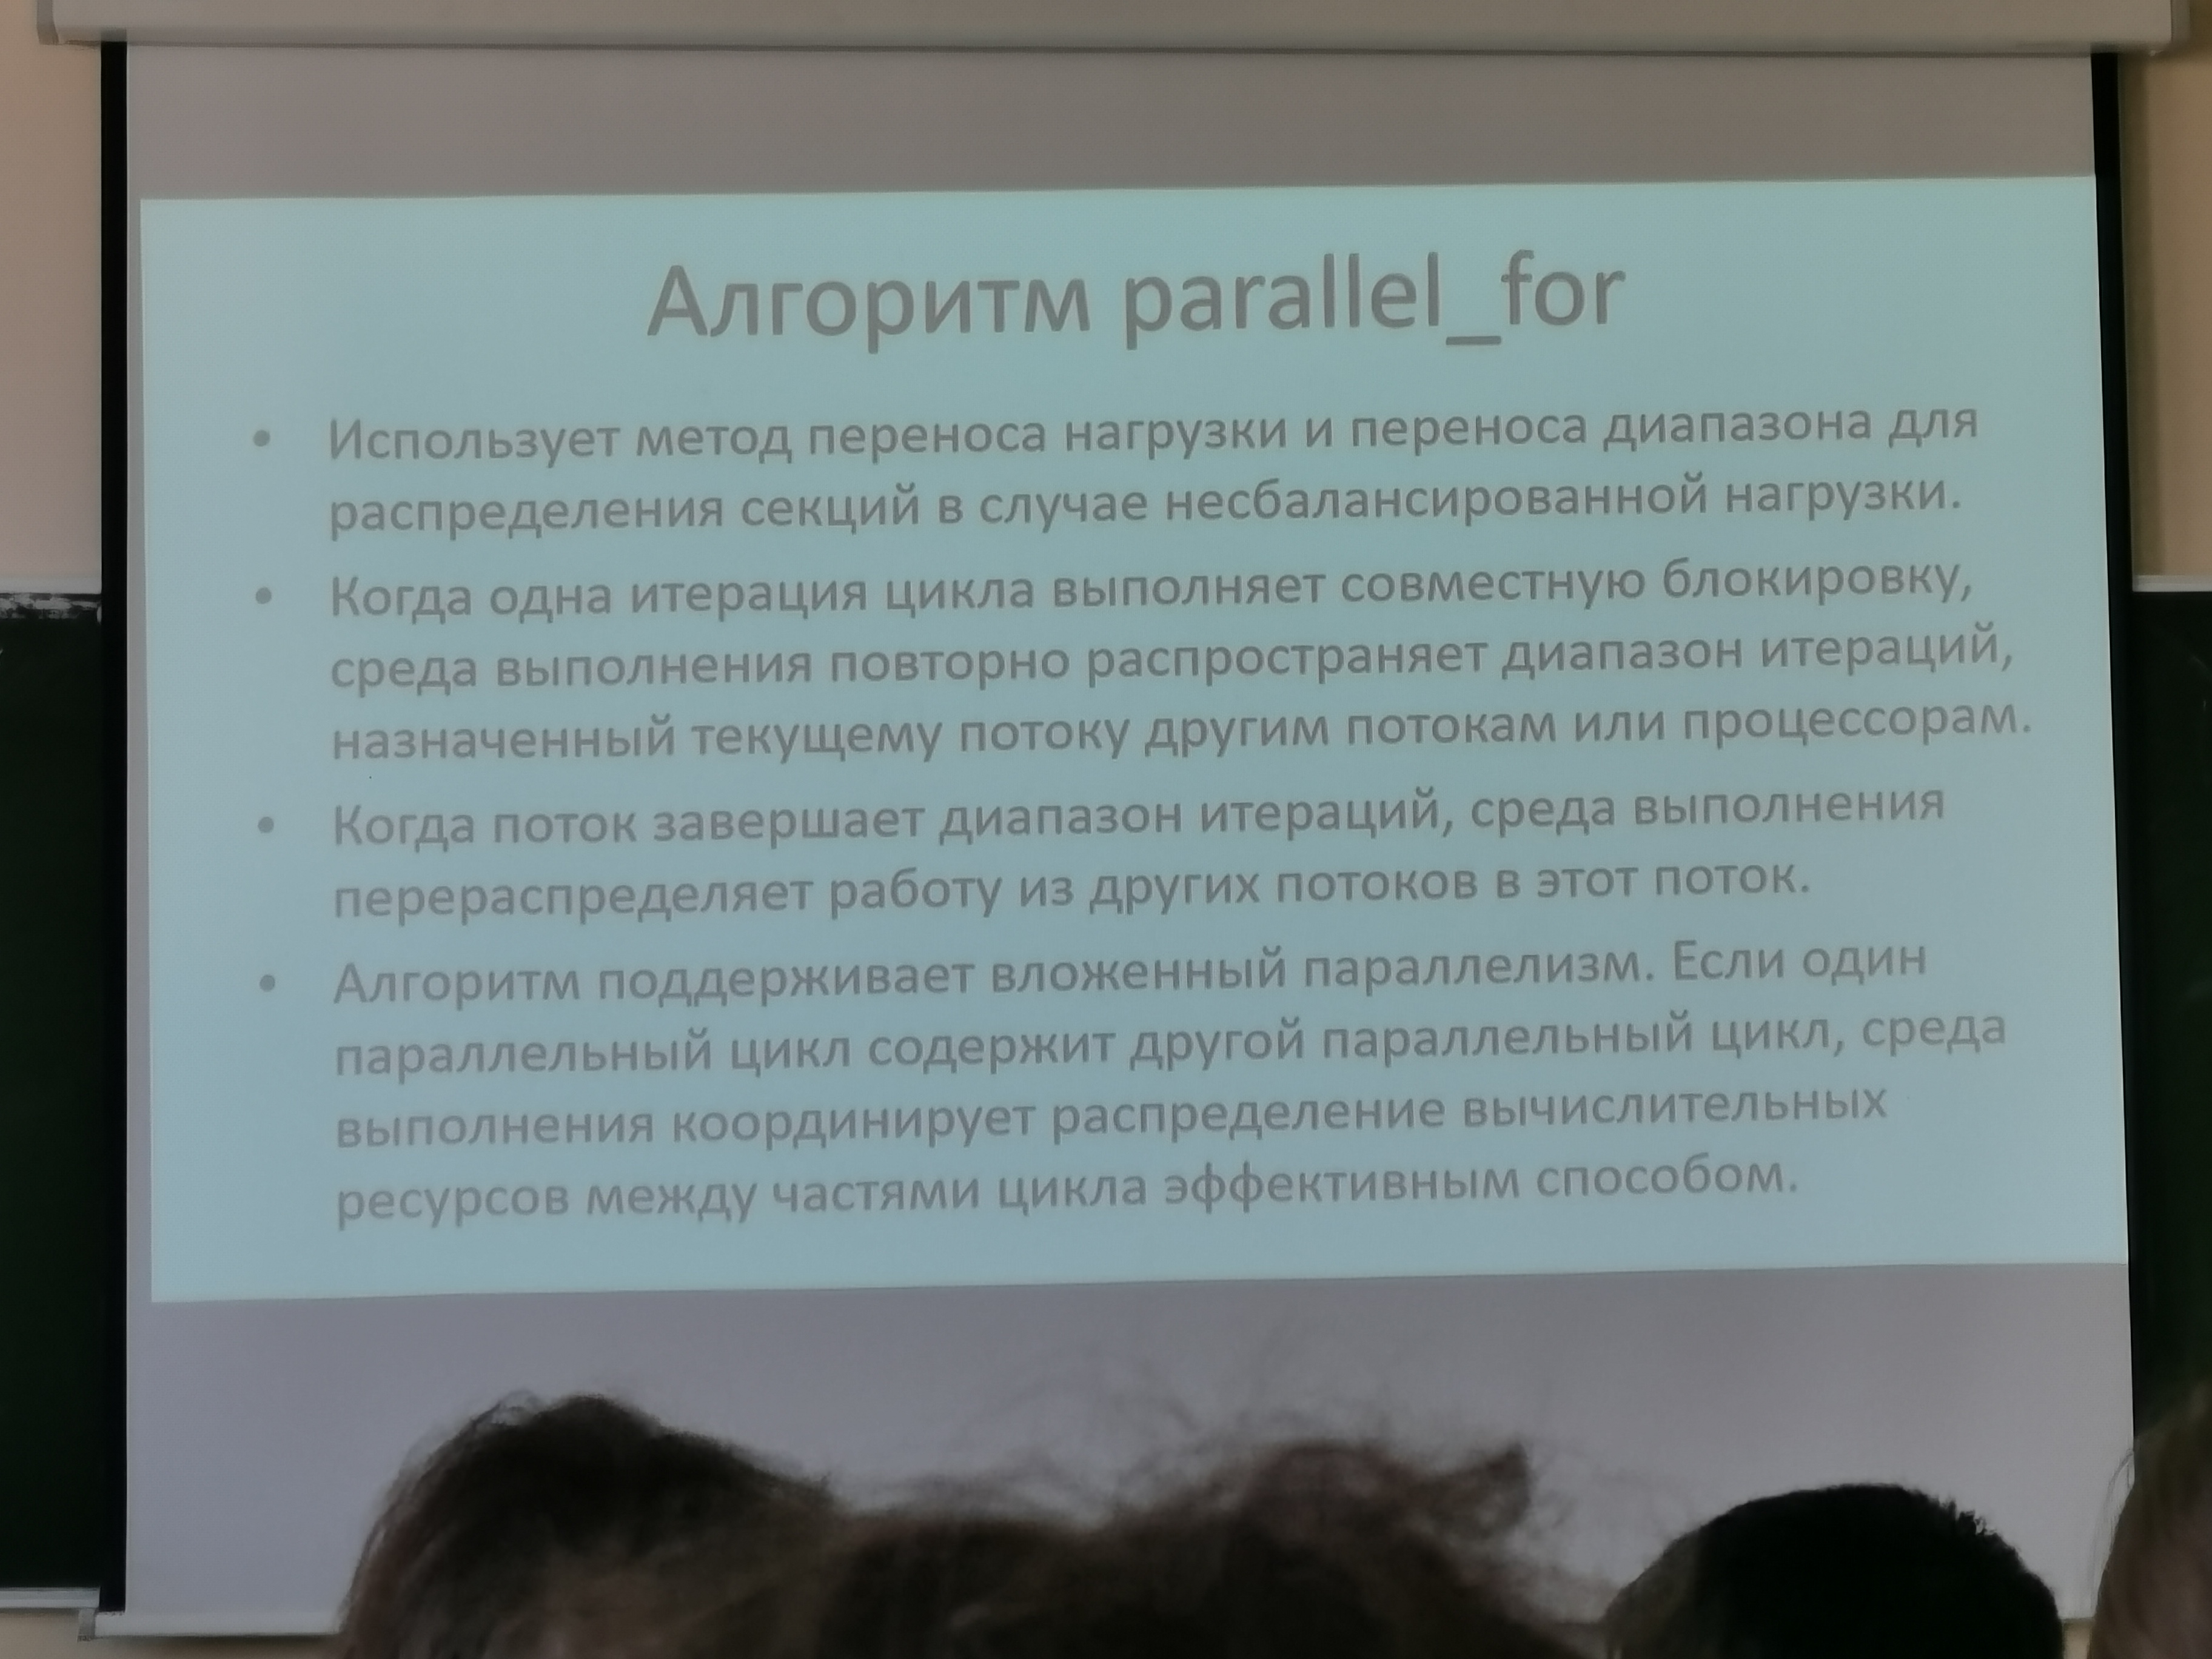 Алгоритм parallel_for
• Использует метод переноса нагрузки и переноса диапазона для
распределения секций в случае несбалансированной нагрузки.
• Когда одна итерация цикла выполняет совместную блокировку,
среда выполнения повторно распространяет диапазон итераций,
назначенный текущему потоку другим потокам или процессорам.
• Когда поток завершает диапазон итераций, среда выполнения
перераспределяет работу из других потоков в этот поток.
• Алгоритм поддерживает вложенный параллелизм. Если один
параллельный цикл содержит другой параллельный цикл, среда
выполнения координирует распределение вычислительных
ресурсов между частями цикла эффективным способом.